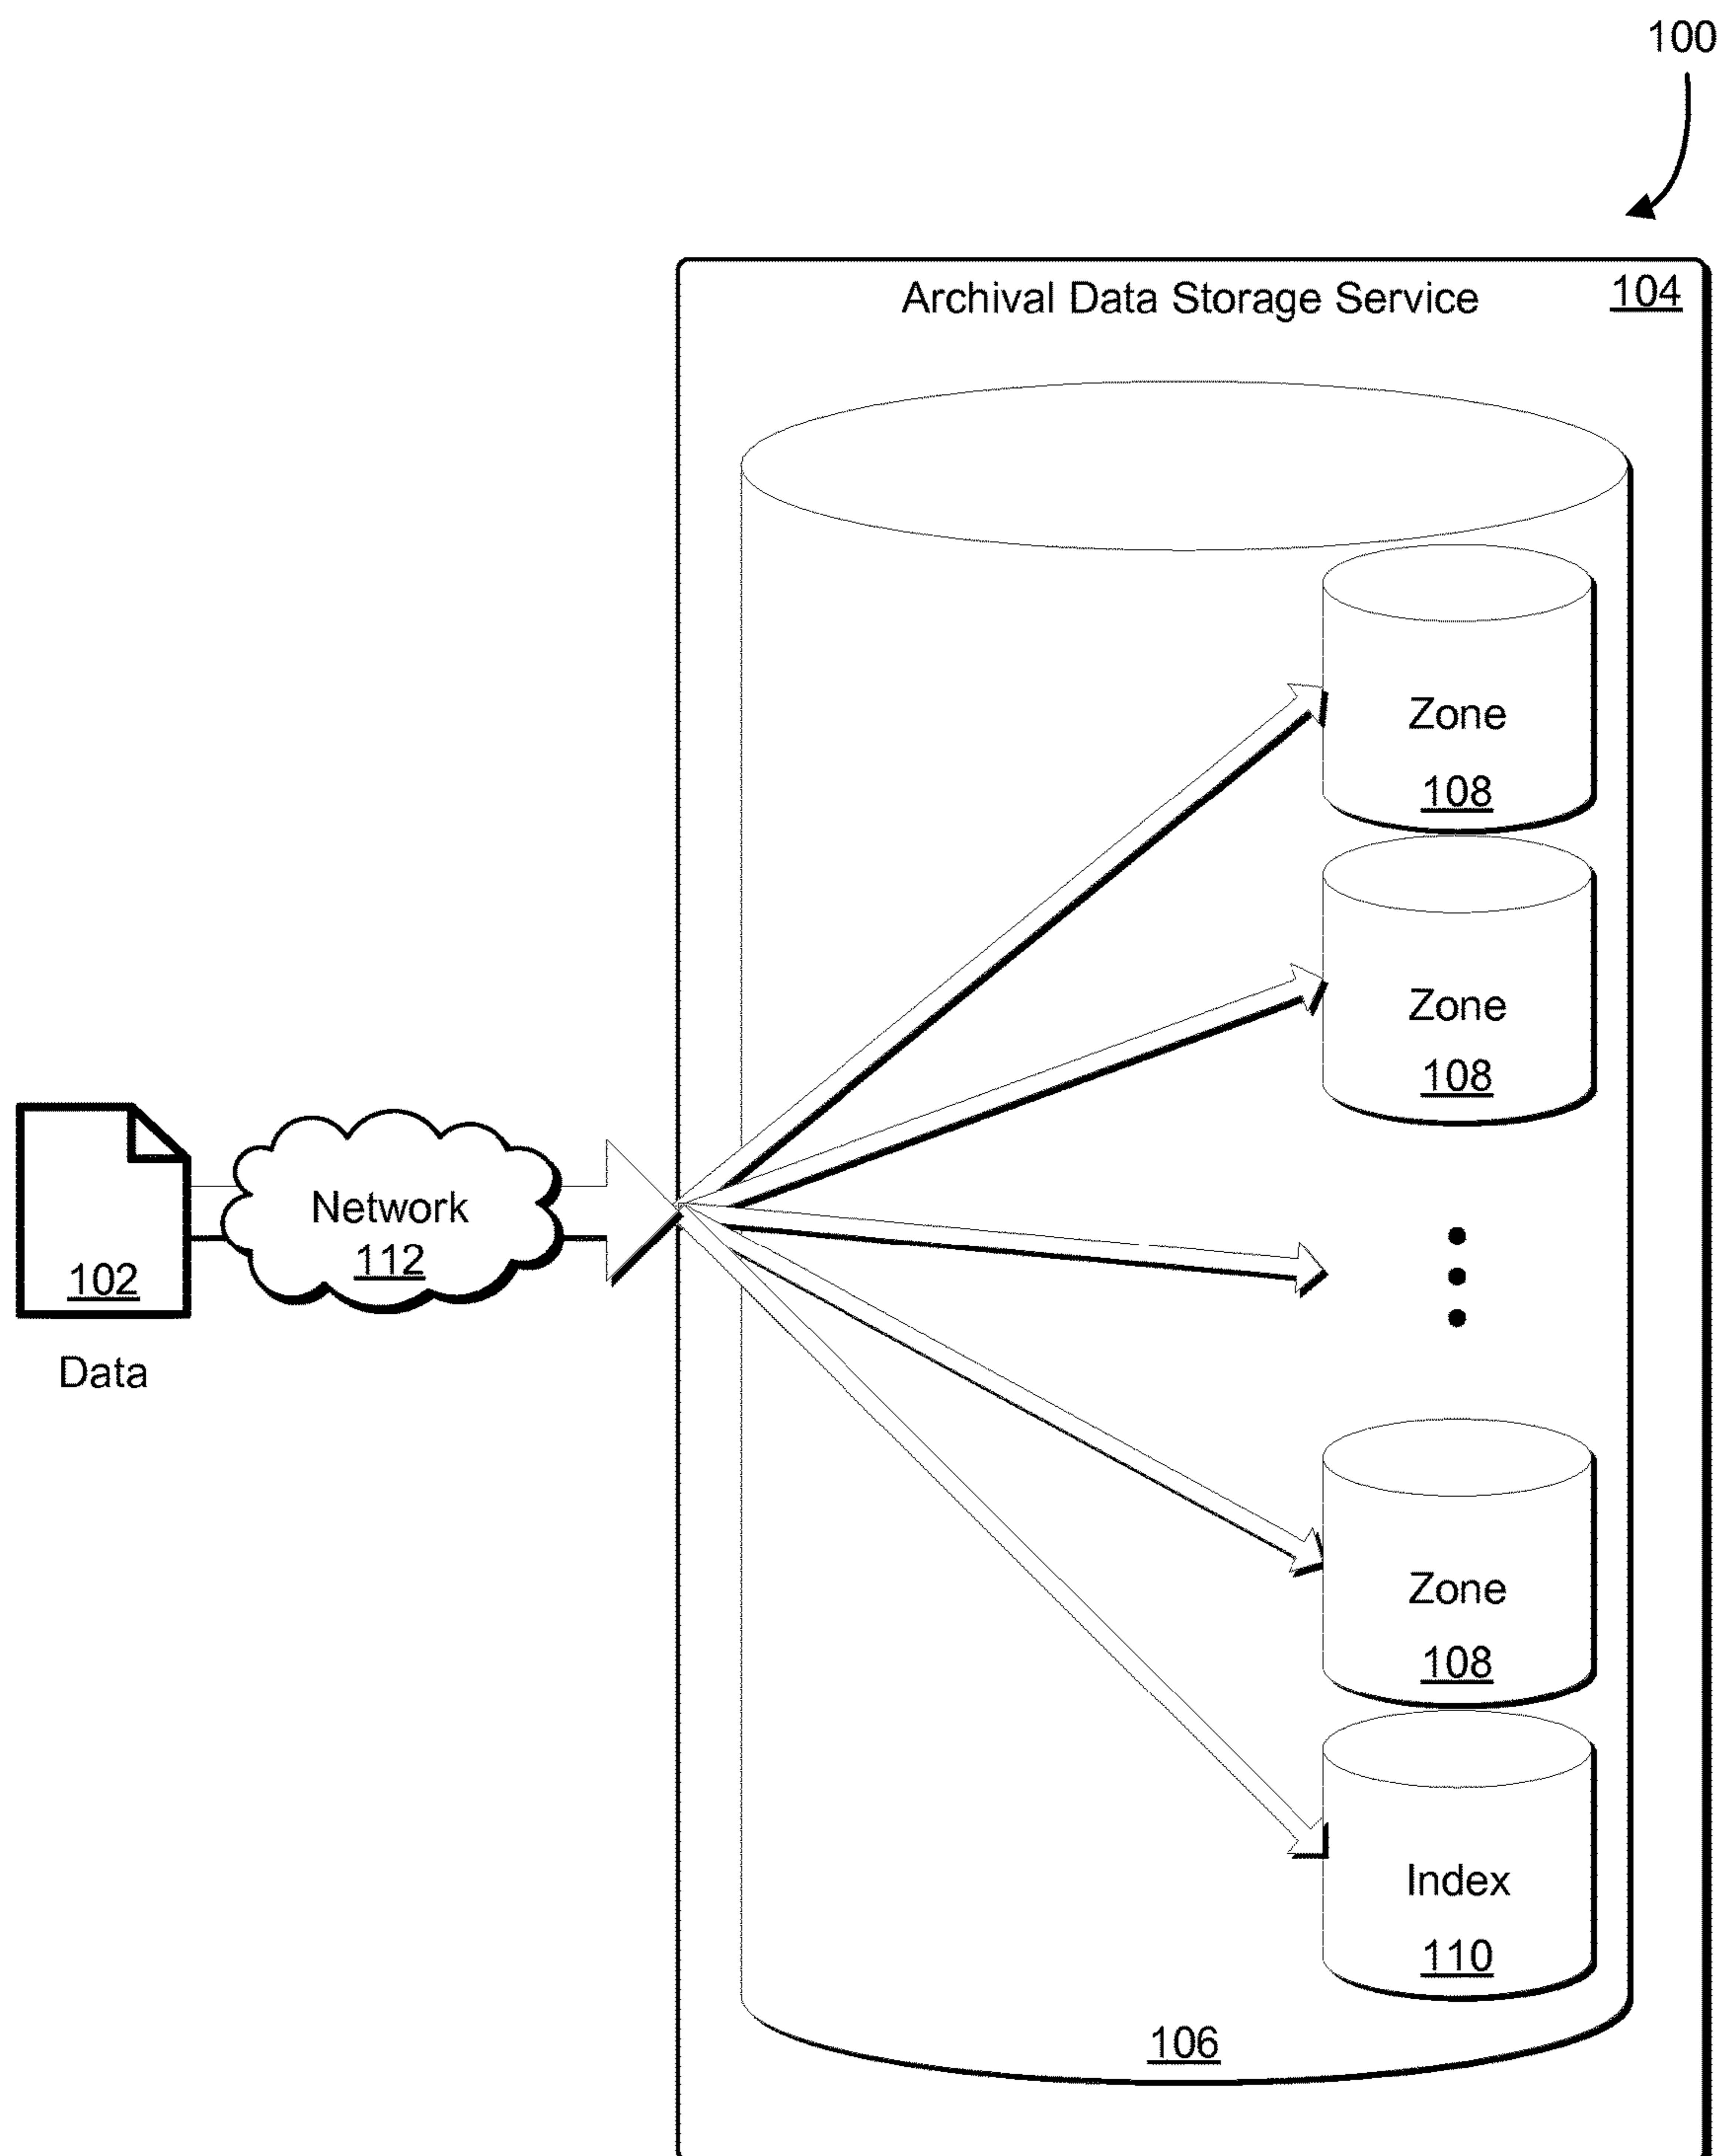 100
Archival Data Storage Service
104
Zone
108
Zone
108
Network
112
102
Data
Zone
108
Index
110
106